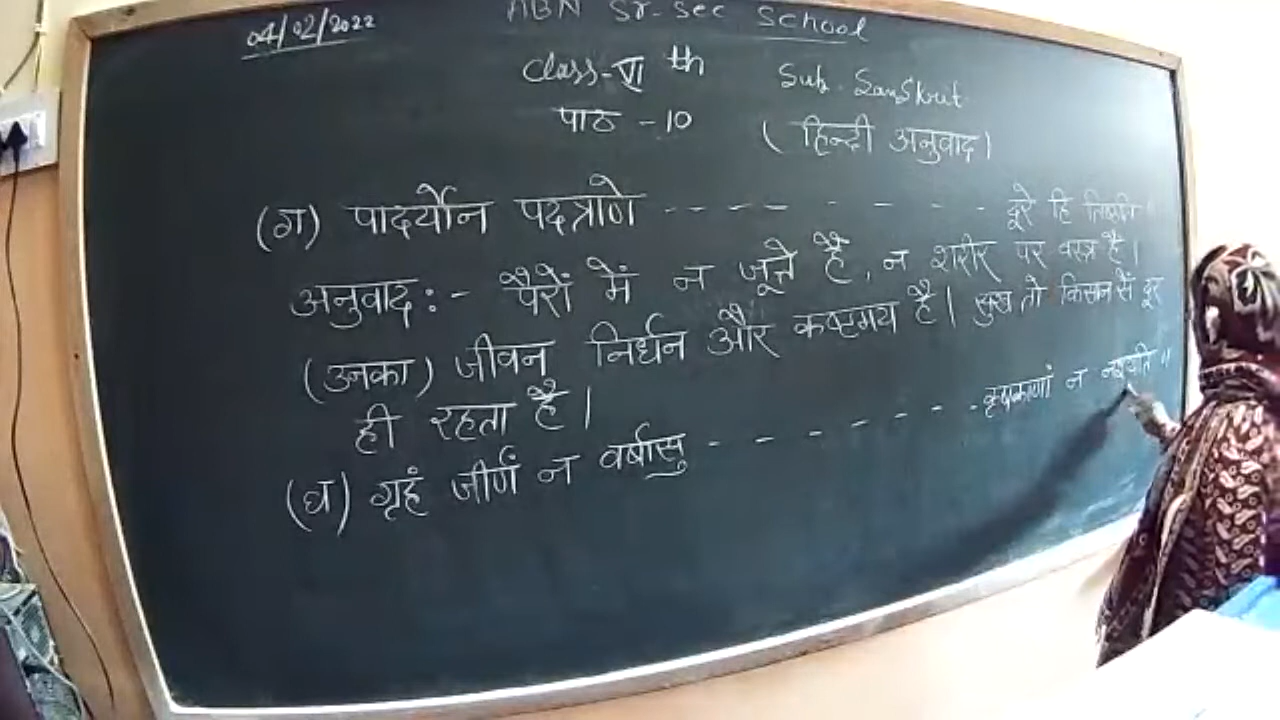 04/02/2022
ABN Sr. Sec School
Class-VI th Sub. Sanskrit
पाठ - 10 (हिन्दी अनुवाद)
(ग) पादर्योन पदत्राणे - - - - - - - - - दूरे हि तिष्ठति"
अनुवाद :- पैरों में न जूते हैं, न शरीर पर वस्त्र है।
(उनका) जीवन निर्धन और कष्टमय है। सुख तो किसान से दूर
ही रहता है।
(घ) गृहं जीर्णं न वर्षासु - - - - - - - कृषकाणां न नश्यति"